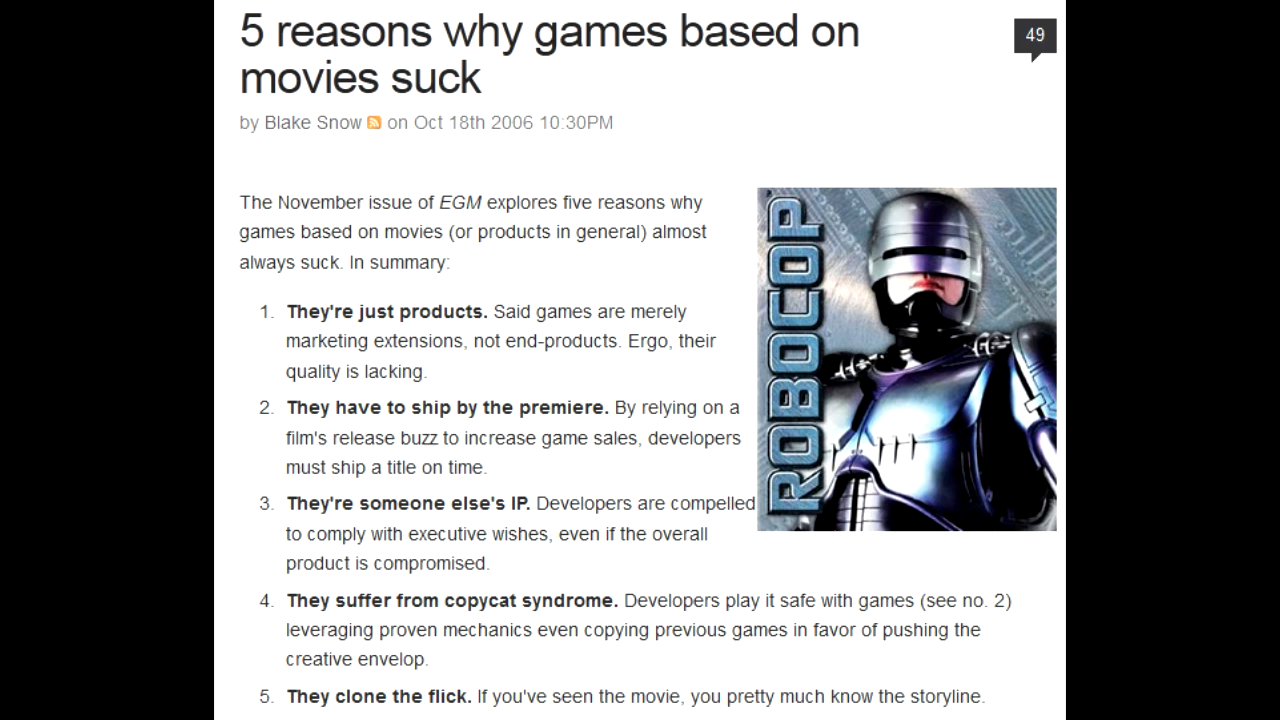 5 reasons why games based on
movies suck
49
by Blake Snow on Oct 18th 2006 10:30PM
The November issue of EGM explores five reasons why
games based on movies (or products in general) almost
always suck. In summary:
ROBOCOP
1. They're just products. Said games are merely
marketing extensions, not end-products. Ergo, their
quality is lacking.
2. They have to ship by the premiere. By relying on a
film's release buzz to increase game sales, developers
must ship a title on time.
3. They're someone else's IP. Developers are compelled
to comply with executive wishes, even if the overall
product is compromised.
4. They suffer from copycat syndrome. Developers play it safe with games (see no. 2)
leveraging proven mechanics even copying previous games in favor of pushing the
creative envelop.
5. They clone the flick. If you've seen the movie, you pretty much know the storyline.